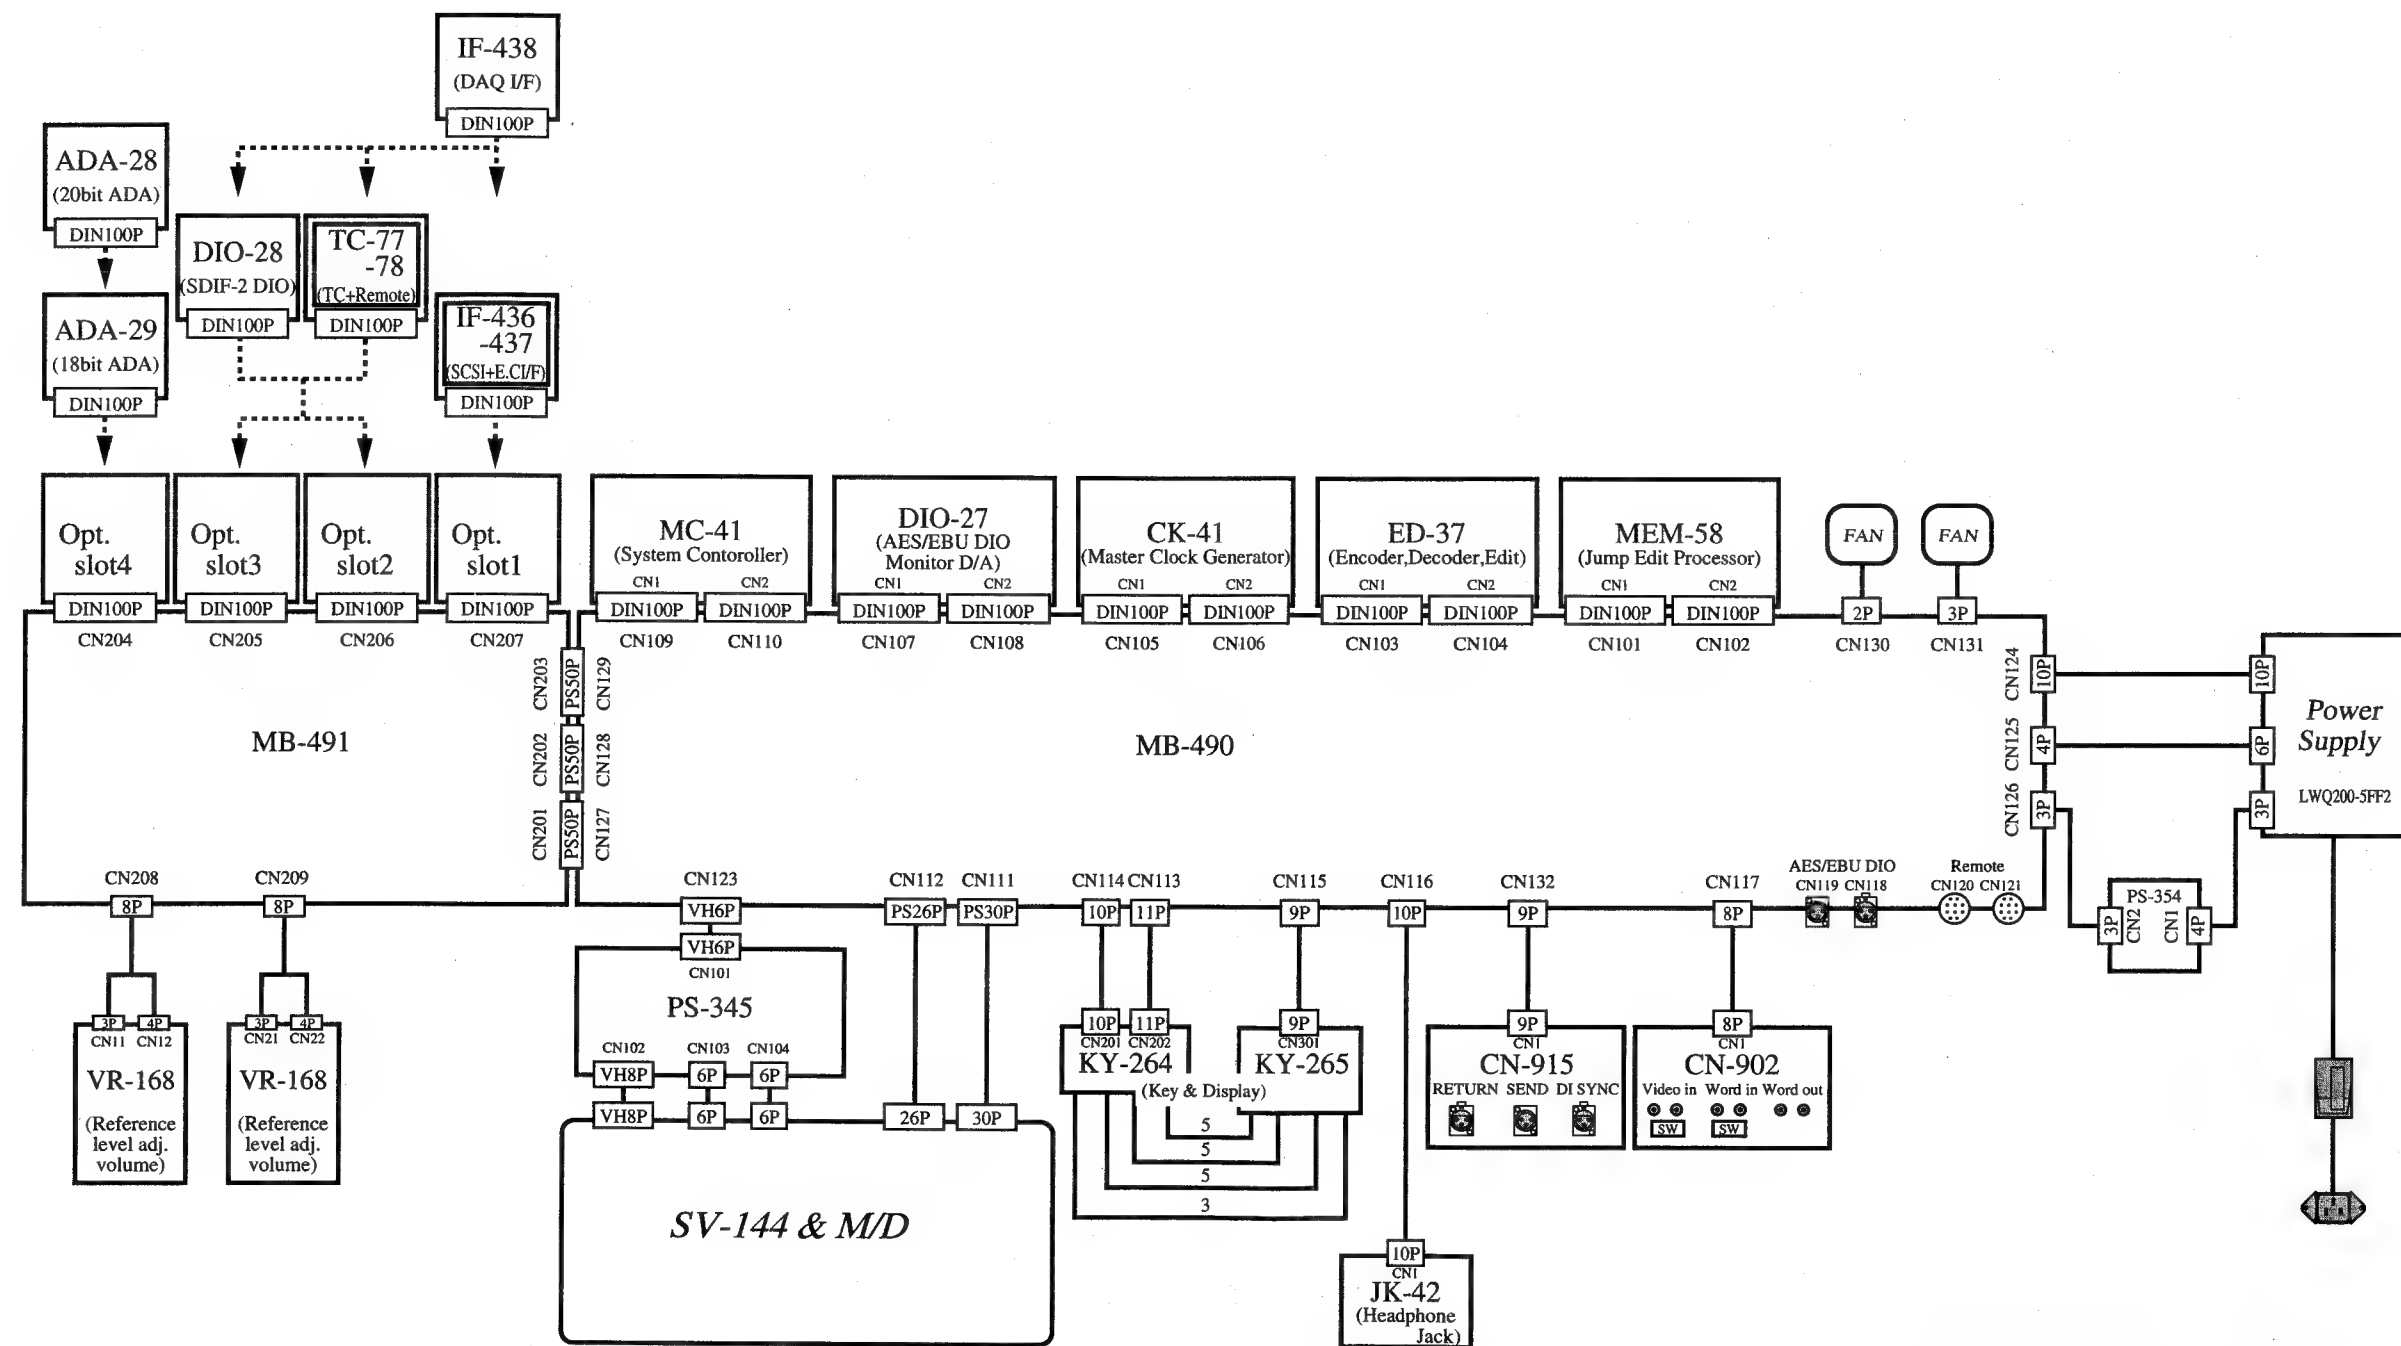 IF-438
(DAQ I/F)
DIN100P
ADA-28
(20bit ADA)
DIN100P
DIO-28
(SDIF-2 DIO)
DIN100P
TC-77
-78
(TC+Remote)
DIN100P
ADA-29
(18bit ADA)
DIN100P
IF-436
-437
(SCSI+E.CI/F)
DIN100P
Opt.
slot4
DIN100P
CN204
Opt.
slot3
DIN100P
CN205
Opt.
slot2
DIN100P
CN206
Opt.
slot1
DIN100P
CN207
MC-41
(System Contoroller)
CN1 CN2
DIN100P DIN100P
CN109 CN110
DIO-27
(AES/EBU DIO
Monitor D/A)
CN1 CN2
DIN100P DIN100P
CN107 CN108
CK-41
(Master Clock Generator)
CN1 CN2
DIN100P DIN100P
CN105 CN106
ED-37
(Encoder,Decoder,Edit)
CN1 CN2
DIN100P DIN100P
CN103 CN104
MEM-58
(Jump Edit Processor)
CN1 CN2
DIN100P DIN100P
CN101 CN102
FAN
2P
CN130
FAN
3P
CN131
CN203 PS50P CN129
CN202 PS50P CN128
CN201 PS50P CN127
MB-491
MB-490
CN124 10P
CN125 4P
CN126 3P
10P
6P
3P
Power
Supply
LWQ200-5FF2
PS-354
3P CN2
CN1 4P
CN208
8P
CN209
8P
3P 4P
CN11 CN12
VR-168
(Reference
level adj.
volume)
3P 4P
CN21 CN22
VR-168
(Reference
level adj.
volume)
CN123
VH6P
VH6P
CN101
PS-345
CN102 CN103 CN104
VH8P 6P 6P
VH8P 6P 6P
CN112 CN111
PS26P PS30P
26P 30P
SV-144 & M/D
CN114 CN113
10P 11P
10P 11P
CN201 CN202
KY-264
CN115
9P
9P
CN301
KY-265
(Key & Display)
5
5
5
3
CN116
10P
10P
CN1
JK-42
(Headphone
Jack)
CN132
9P
9P
CN1
CN-915
RETURN SEND DI SYNC
CN117
8P
8P
CN1
CN-902
Video in Word in Word out
SW SW
AES/EBU DIO
CN119 CN118
Remote
CN120 CN121